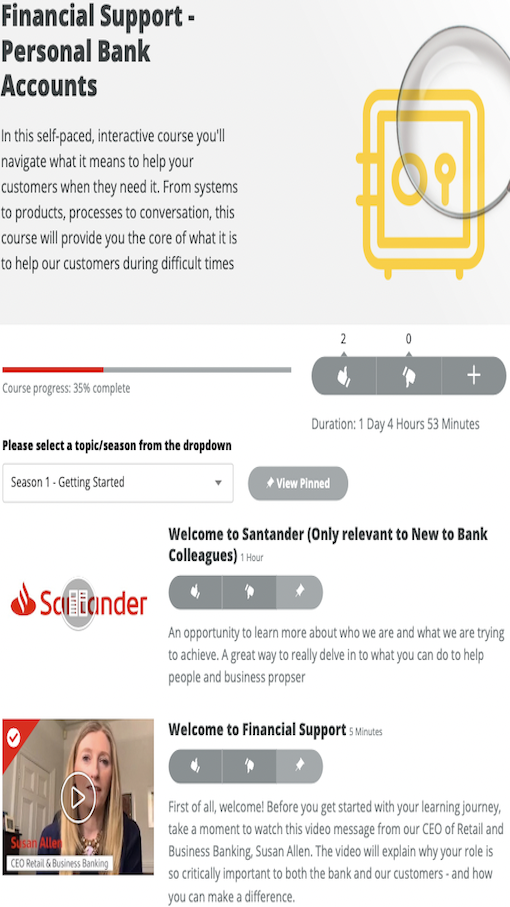 Financial Support -
Personal Bank
Accounts
In this self-paced, interactive course you'll
navigate what it means to help your
customers when they need it. From systems
to products, processes to conversation, this
course will provide you the core of what it is
to help our customers during difficult times
2
0
Course progress: 35% complete
Duration: 1 Day 4 Hours 53 Minutes
Please select a topic/season from the dropdown
Season 1 - Getting Started
View Pinned
Welcome to Santander (Only relevant to New to Bank
Colleagues) 1 Hour
Santander
An opportunity to learn more about who we are and what we are trying
to achieve. A great way to really delve in to what you can do to help
people and business propser
Welcome to Financial Support 5 Minutes
Susan Allen
CEO Retail & Business Banking
First of all, welcome! Before you get started with your learning journey,
take a moment to watch this video message from our CEO of Retail and
Business Banking, Susan Allen. The video will explain why your role is
so critically important to both the bank and our customers - and how
you can make a difference.